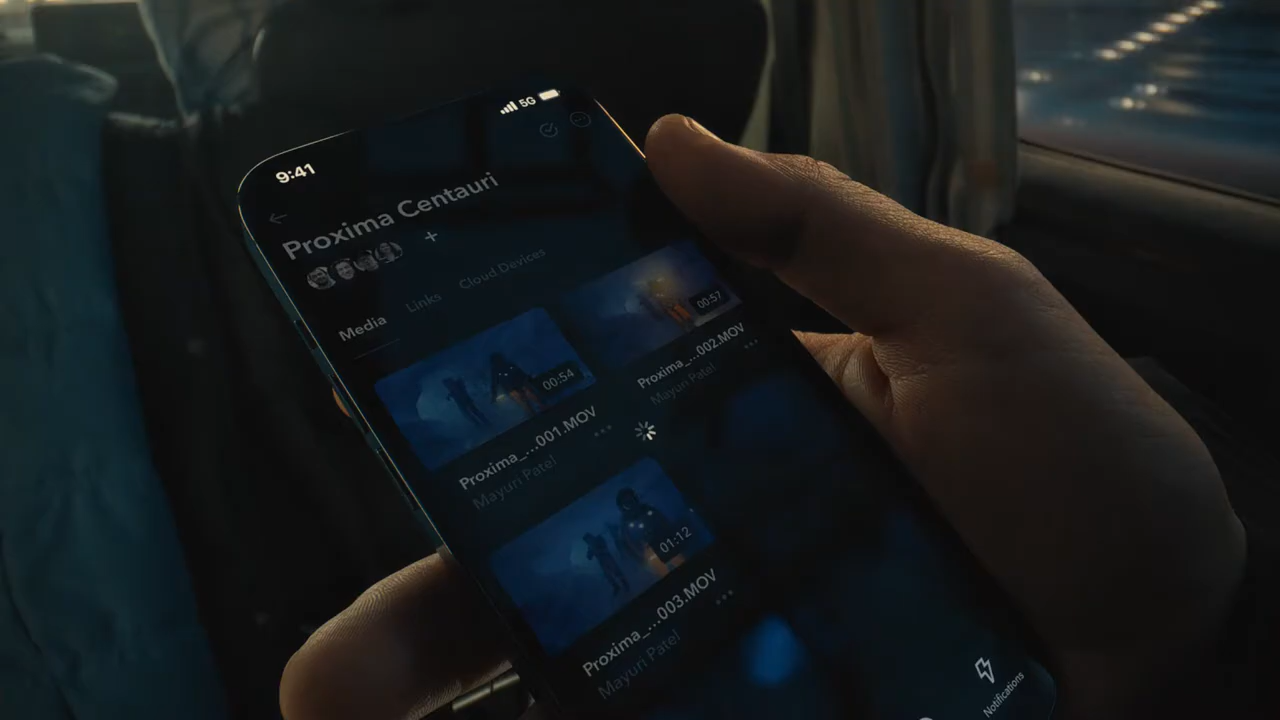 5G
9:41
Proxima Centauri
Media Links Cloud Devices
00:54
00:57
Proxima_...001.MOV
Mayuri Patel
Proxima_...002.MOV
Mayuri Patel
01:12
Proxima_...003.MOV
Mayuri Patel
Notifications